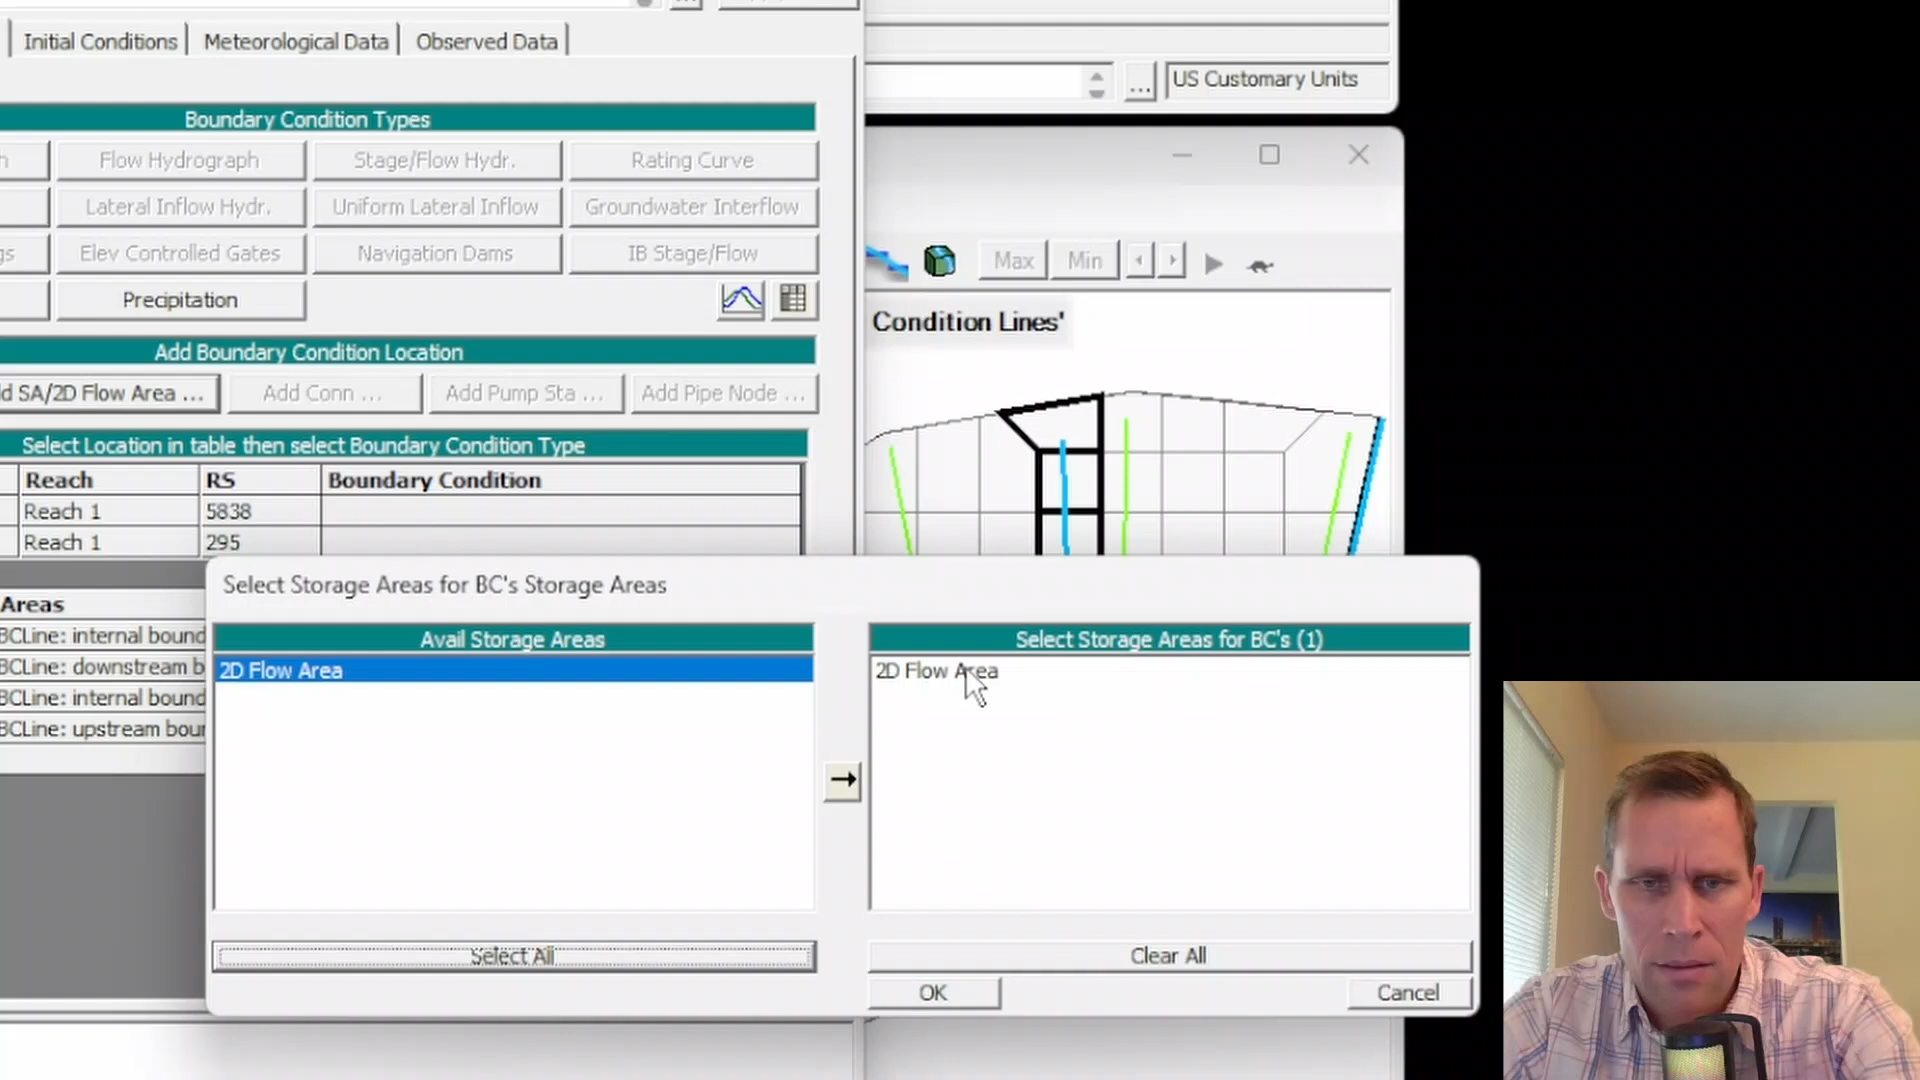 Initial Conditions
Meteorological Data
Observed Data
...
US Customary Units
Boundary Condition Types
Flow Hydrograph
Stage/Flow Hydr.
Rating Curve
Lateral Inflow Hydr.
Uniform Lateral Inflow
Groundwater Interflow
gs
Elev Controlled Gates
Navigation Dams
IB Stage/Flow
Precipitation
Max
Min
Condition Lines'
Add Boundary Condition Location
d SA/2D Flow Area ...
Add Conn ...
Add Pump Sta ...
Add Pipe Node ...
Select Location in table then select Boundary Condition Type
Reach RS Boundary Condition
Reach 1 5838
Reach 1 295
Areas
BCLine: internal bound
BCLine: downstream b
BCLine: internal bound
BCLine: upstream bour
Select Storage Areas for BC's Storage Areas
Avail Storage Areas
2D Flow Area
Select All
Select Storage Areas for BC's (1)
2D Flow Area
Clear All
OK
Cancel